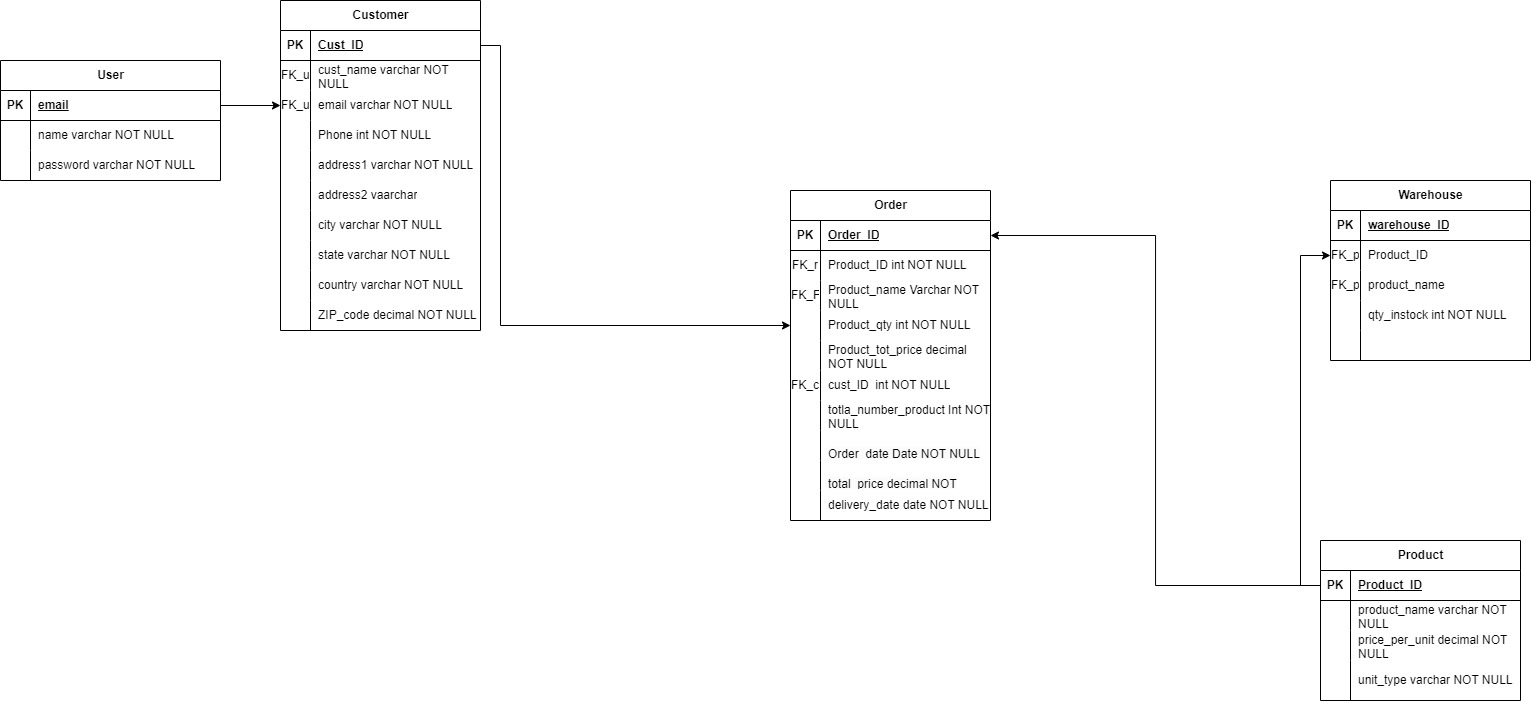 Customer
PK Cust_ID
FK_u cust_name varchar NOT
NULL
FK_u email varchar NOT NULL
Phone int NOT NULL
address1 varchar NOT NULL
address2 vaarchar
city varchar NOT NULL
state varchar NOT NULL
country varchar NOT NULL
ZIP_code decimal NOT NULL
User
PK email
name varchar NOT NULL
password varchar NOT NULL
Order
PK Order_ID
FK_r Product_ID int NOT NULL
FK_F Product_name Varchar NOT
NULL
Product_qty int NOT NULL
Product_tot_price decimal
NOT NULL
FK_c cust_ID int NOT NULL
totla_number_product Int NOT
NULL
Order_date Date NOT NULL
total_price decimal NOT
delivery_date date NOT NULL
Warehouse
PK warehouse_ID
FK_p Product_ID
FK_p product_name
qty_instock int NOT NULL
Product
PK Product_ID
product_name varchar NOT
NULL
price_per_unit decimal NOT
NULL
unit_type varchar NOT NULL